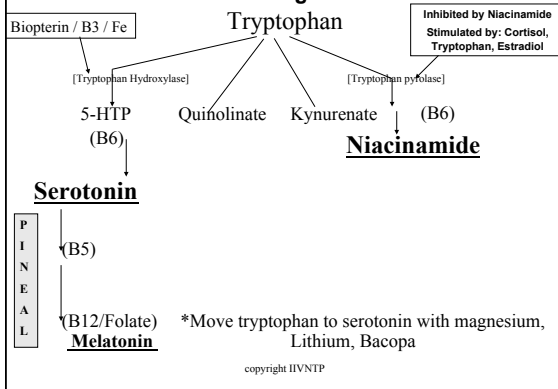 Tryptophan
Biopterin / B3 / Fe
Inhibited by Niacinamide
Stimulated by: Cortisol,
Tryptophan, Estradiol
[Tryptophan Hydroxylase]
[Tryptophan pyrolase]
5-HTP
Quinolinate
Kynurenate
(B6)
(B6)
Niacinamide
Serotonin
PINEAL
(B5)
(B12/Folate)
Melatonin
*Move tryptophan to serotonin with magnesium,
Lithium, Bacopa
copyright IIVNTP